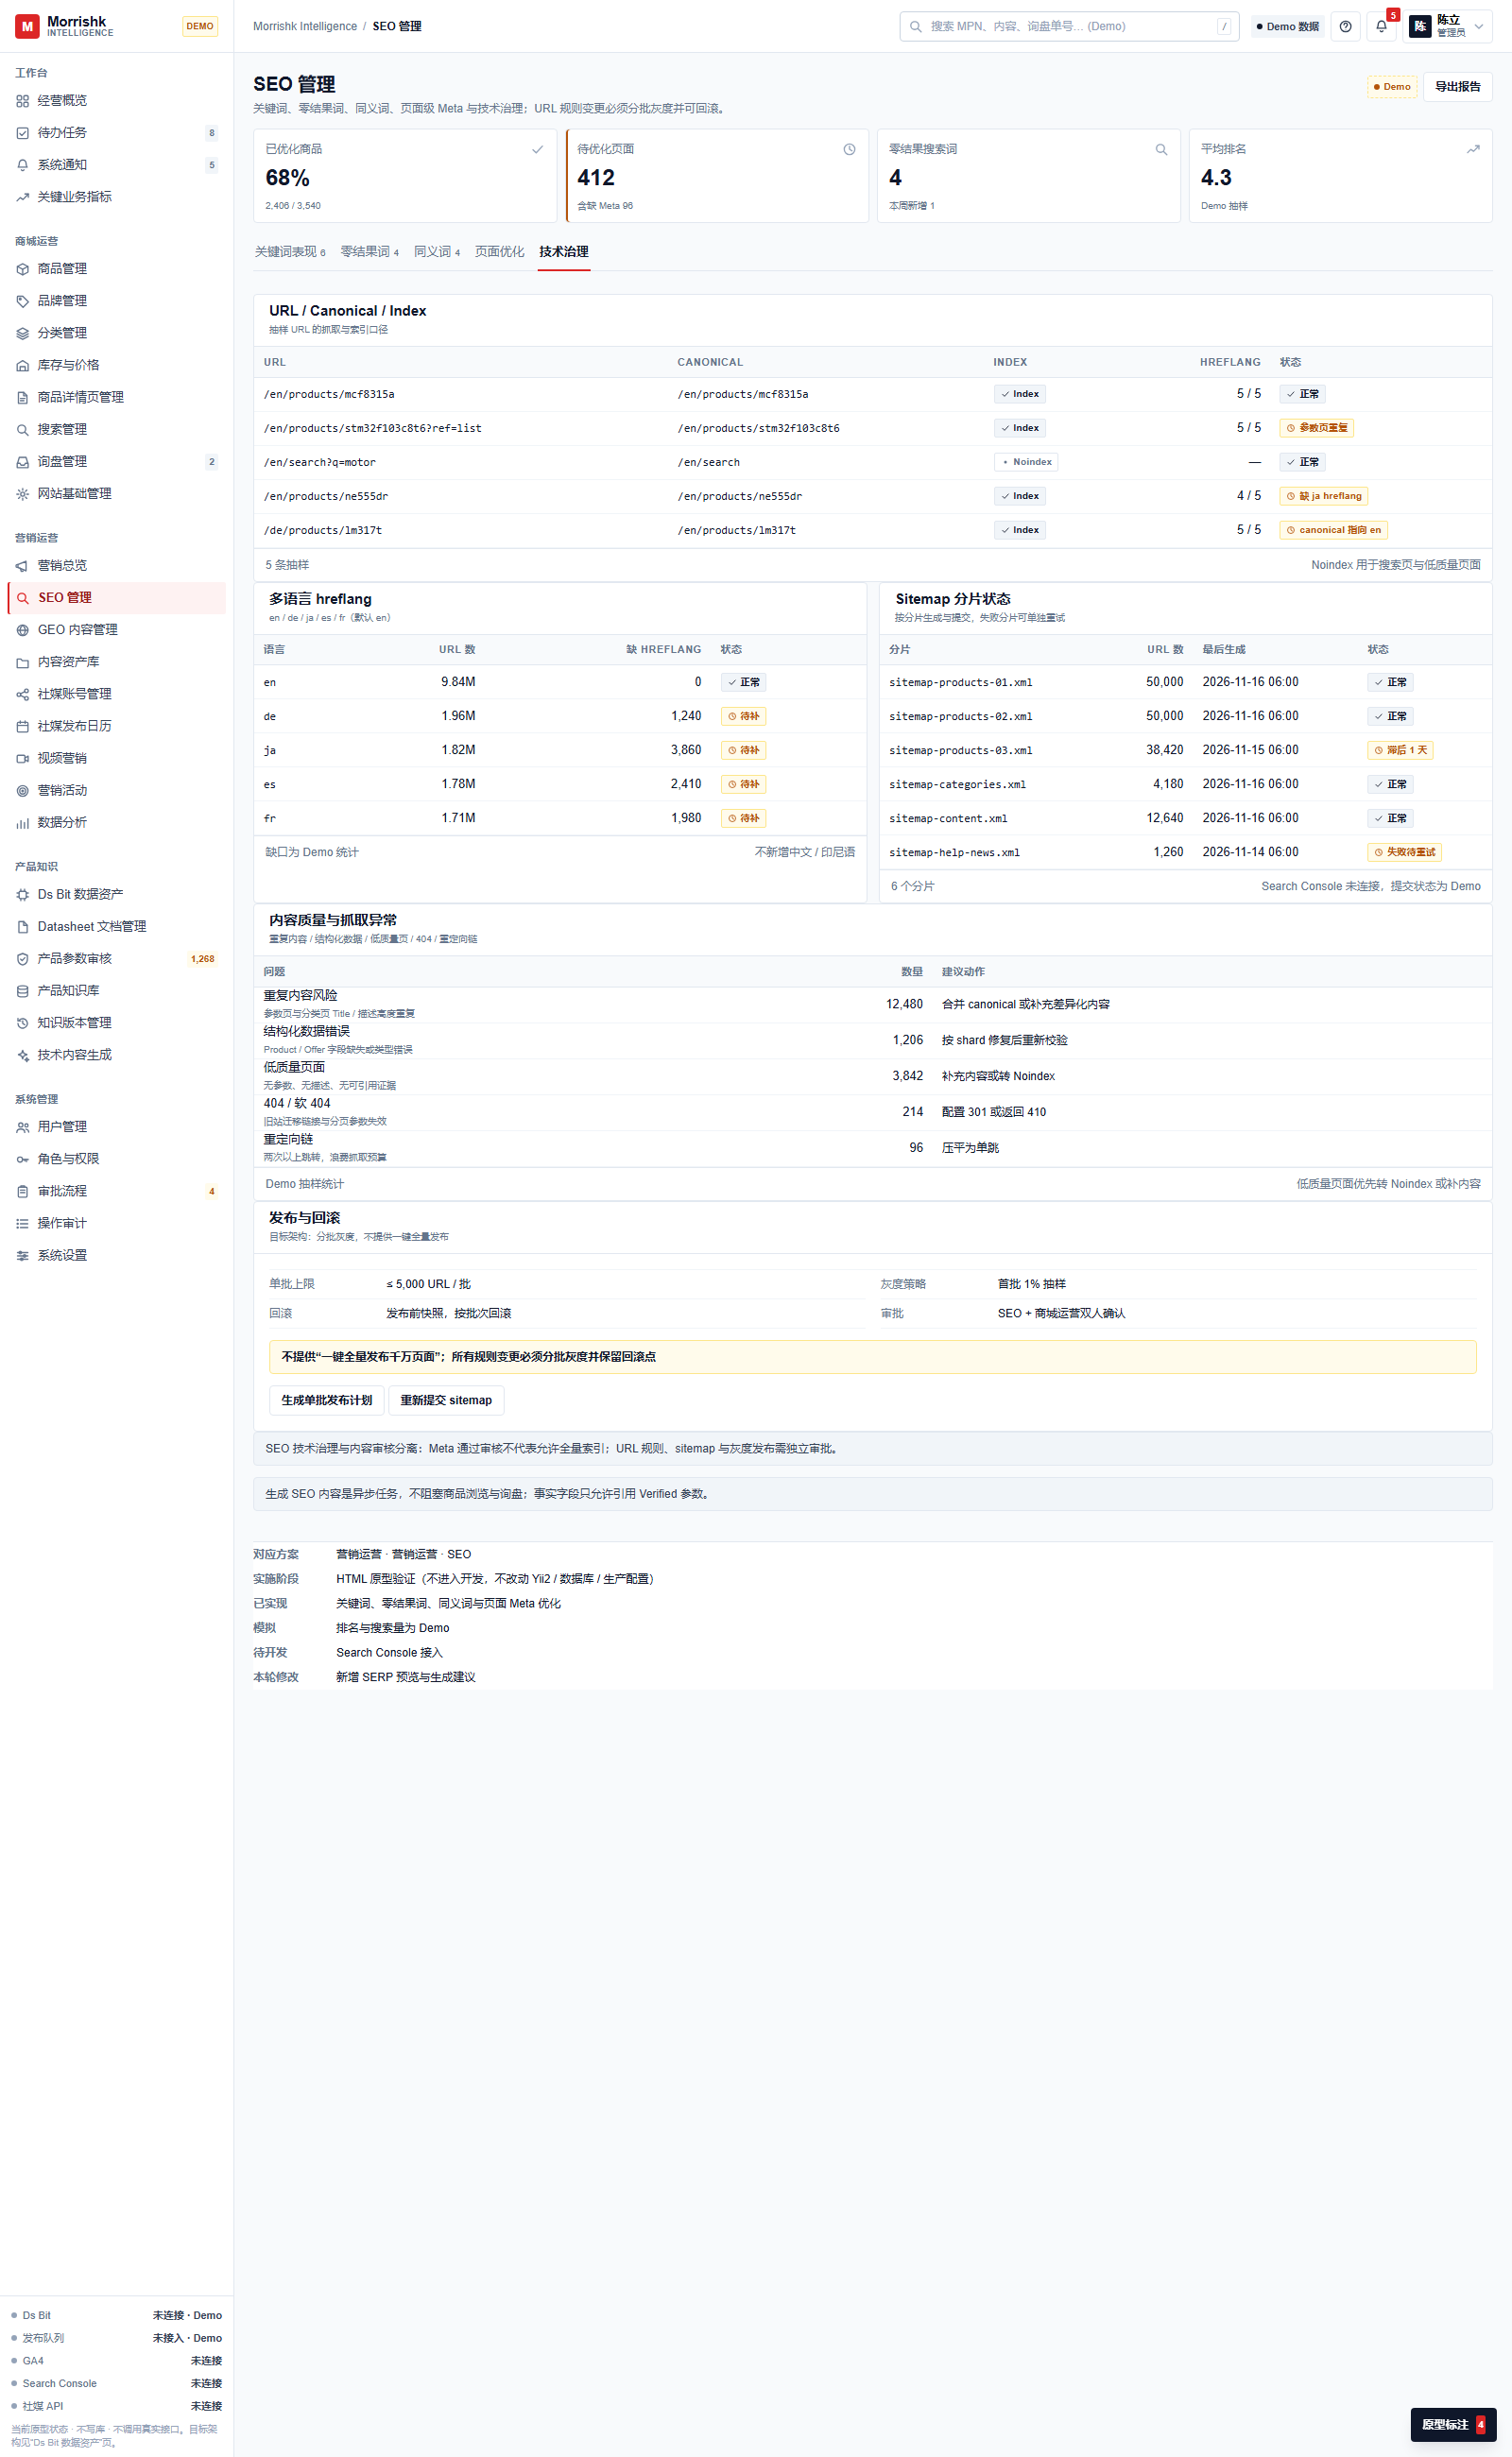 M Morrishk INTELLIGENCE DEMO
工作台
经营概览
待办任务 8
系统通知 5
关键业务指标
商城运营
商品管理
品牌管理
分类管理
库存与价格
商品详情页管理
搜索管理
询盘管理 2
网站基础管理
营销运营
营销总览
SEO 管理
GEO 内容管理
内容资产库
社媒账号管理
社媒发布日历
视频营销
营销活动
数据分析
产品知识
Ds Bit 数据资产
Datasheet 文档管理
产品参数审核 1,268
产品知识库
知识版本管理
技术内容生成
系统管理
用户管理
角色与权限
审批流程 4
操作审计
系统设置
Ds Bit 未连接 · Demo
发布队列 未接入 · Demo
GA4 未连接
Search Console 未连接
社媒 API 未连接
当前原型状态 · 不写库 · 不调用真实接口。目标架
构见“Ds Bit 数据资产”页。
Morrishk Intelligence / SEO 管理
搜索 MPN、内容、询盘单号... (Demo) /
Demo 数据
5
陈 陈立
管理员
SEO 管理
关键词、零结果词、同义词、页面级 Meta 与技术治理；URL 规则变更必须分批灰度并可回滚。
Demo 导出报告
已优化商品
68%
2,406 / 3,540
待优化页面
412
含缺 Meta 96
零结果搜索词
4
本周新增 1
平均排名
4.3
Demo 抽样
关键词表现 6 零结果词 4 同义词 4 页面优化 技术治理
URL / Canonical / Index
抽样 URL 的抓取与索引口径
URL CANONICAL INDEX HREFLANG 状态
/en/products/mcf8315a /en/products/mcf8315a Index 5 / 5 正常
/en/products/stm32f103c8t6?ref=list /en/products/stm32f103c8t6 Index 5 / 5 参数页重复
/en/search?q=motor /en/search Noindex — 正常
/en/products/ne555dr /en/products/ne555dr Index 4 / 5 缺 ja hreflang
/de/products/lm317t /en/products/lm317t Index 5 / 5 canonical 指向 en
5 条抽样 Noindex 用于搜索页与低质量页面
多语言 hreflang
en / de / ja / es / fr（默认 en）
语言 URL 数 缺 HREFLANG 状态
en 9.84M 0 正常
de 1.96M 1,240 待补
ja 1.82M 3,860 待补
es 1.78M 2,410 待补
fr 1.71M 1,980 待补
缺口为 Demo 统计 不新增中文 / 印尼语
Sitemap 分片状态
按分片生成与提交，失败分片可单独重试
分片 URL 数 最后生成 状态
sitemap-products-01.xml 50,000 2026-11-16 06:00 正常
sitemap-products-02.xml 50,000 2026-11-16 06:00 正常
sitemap-products-03.xml 38,420 2026-11-15 06:00 滞后 1 天
sitemap-categories.xml 4,180 2026-11-16 06:00 正常
sitemap-content.xml 12,640 2026-11-16 06:00 正常
sitemap-help-news.xml 1,260 2026-11-14 06:00 失败待重试
6 个分片 Search Console 未连接，提交状态为 Demo
内容质量与抓取异常
重复内容 / 结构化数据 / 低质量页 / 404 / 重定向链
问题 数量 建议动作
重复内容风险
参数页与分类页 Title / 描述高度重复
12,480 合并 canonical 或补充差异化内容
结构化数据错误
Product / Offer 字段缺失或类型错误
1,206 按 shard 修复后重新校验
低质量页面
无参数、无描述、无可引用证据
3,842 补充内容或转 Noindex
404 / 软 404
旧站迁移链接与分页参数失效
214 配置 301 或返回 410
重定向链
两次以上跳转，浪费抓取预算
96 压平为单跳
Demo 抽样统计 低质量页面优先转 Noindex 或补内容
发布与回滚
目标架构：分批灰度，不提供一键全量发布
单批上限 ≤ 5,000 URL / 批 灰度策略 首批 1% 抽样
回滚 发布前快照，按批次回滚 审批 SEO + 商城运营双人确认
不提供“一键全量发布千万页面”；所有规则变更必须分批灰度并保留回滚点
生成单批发布计划 重新提交 sitemap
SEO 技术治理与内容审核分离：Meta 通过审核不代表允许全量索引；URL 规则、sitemap 与灰度发布需独立审批。
生成 SEO 内容是异步任务，不阻塞商品浏览与询盘；事实字段只允许引用 Verified 参数。
对应方案 营销运营 · 营销运营 · SEO
实施阶段 HTML 原型验证（不进入开发，不改动 Yii2 / 数据库 / 生产配置）
已实现 关键词、零结果词、同义词与页面 Meta 优化
模拟 排名与搜索量为 Demo
待开发 Search Console 接入
本轮修改 新增 SERP 预览与生成建议
原型标注 4